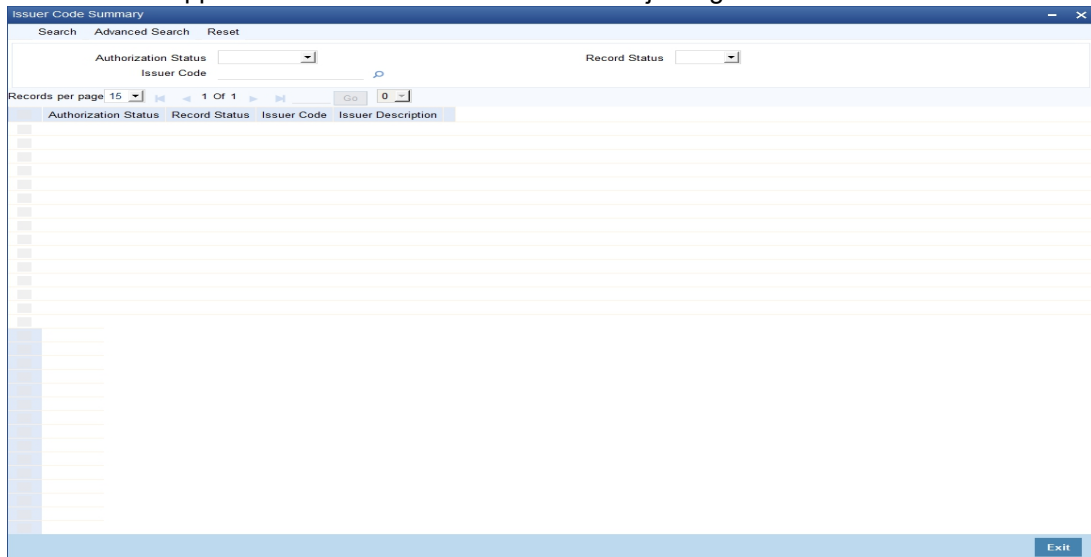 Issuer Code Summary
Search Advanced Search Reset
Authorization Status Record Status
Issuer Code
Records per page 15 1 Of 1 Go 0
Authorization Status Record Status Issuer Code Issuer Description
Exit